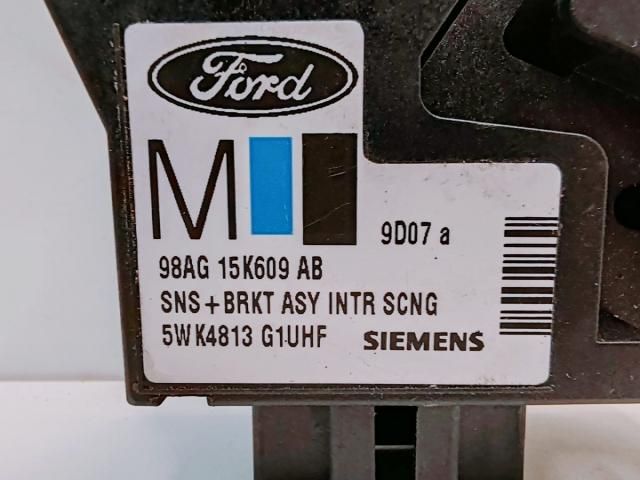 Ford
M
9D07 a
98AG 15K609 AB
SNS + BRKT ASY INTR SCNG
5WK4813 G1UHF SIEMENS